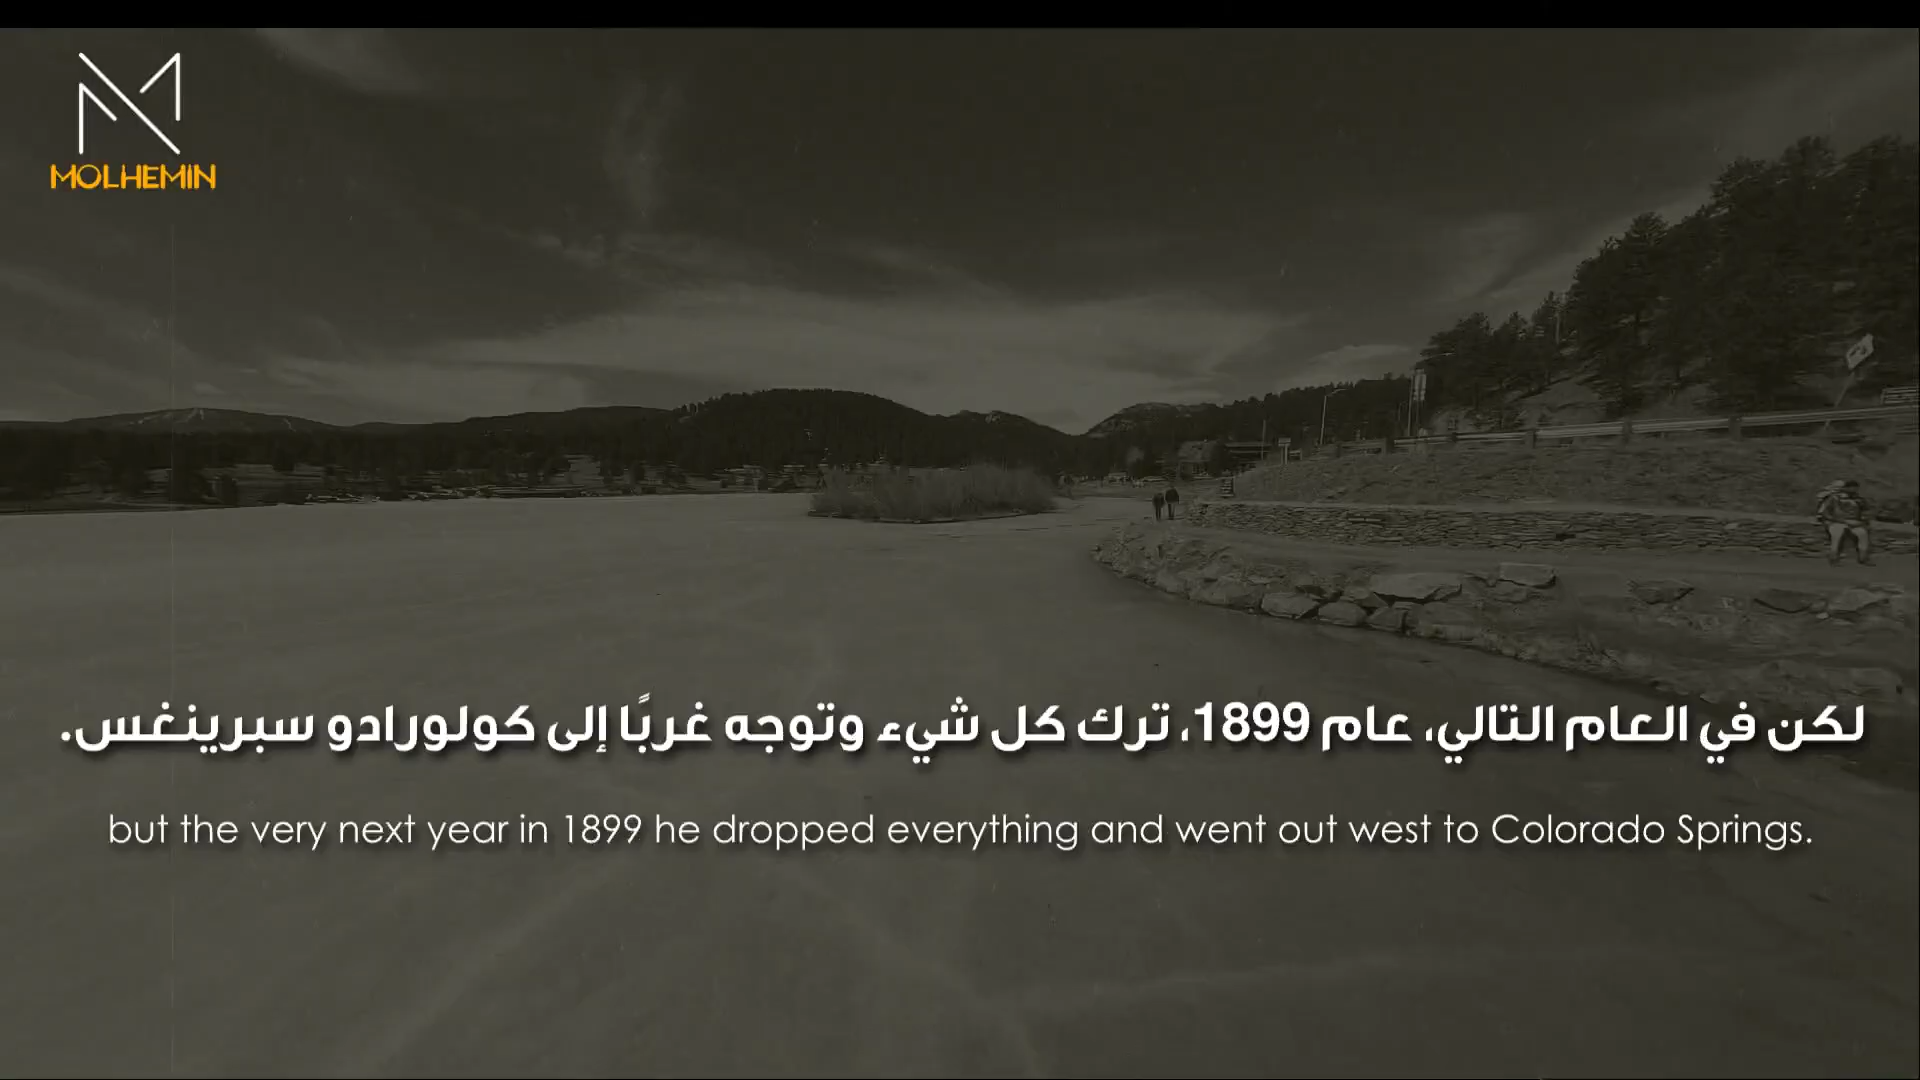 MOLHEMIN
لكن في العام التالي، عام 1899، ترك كل شيء وتوجه غربًا إلى كولورادو سبرينغس.
but the very next year in 1899 he dropped everything and went out west to Colorado Springs.